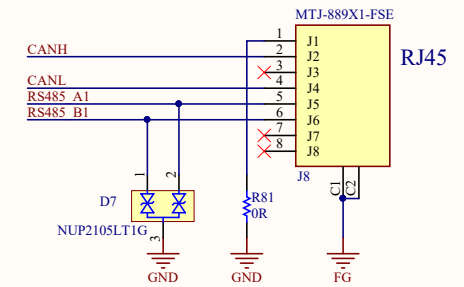 MTJ-889X1-FSE
RJ45
CANH
CANL
RS485_A1
RS485_B1
1
2
3
4
5
6
7
8
J1
J2
J3
J4
J5
J6
J7
J8
J8
C1
C2
1
2
D7
NUP2105LT1G
3
R81
0R
GND
GND
FG